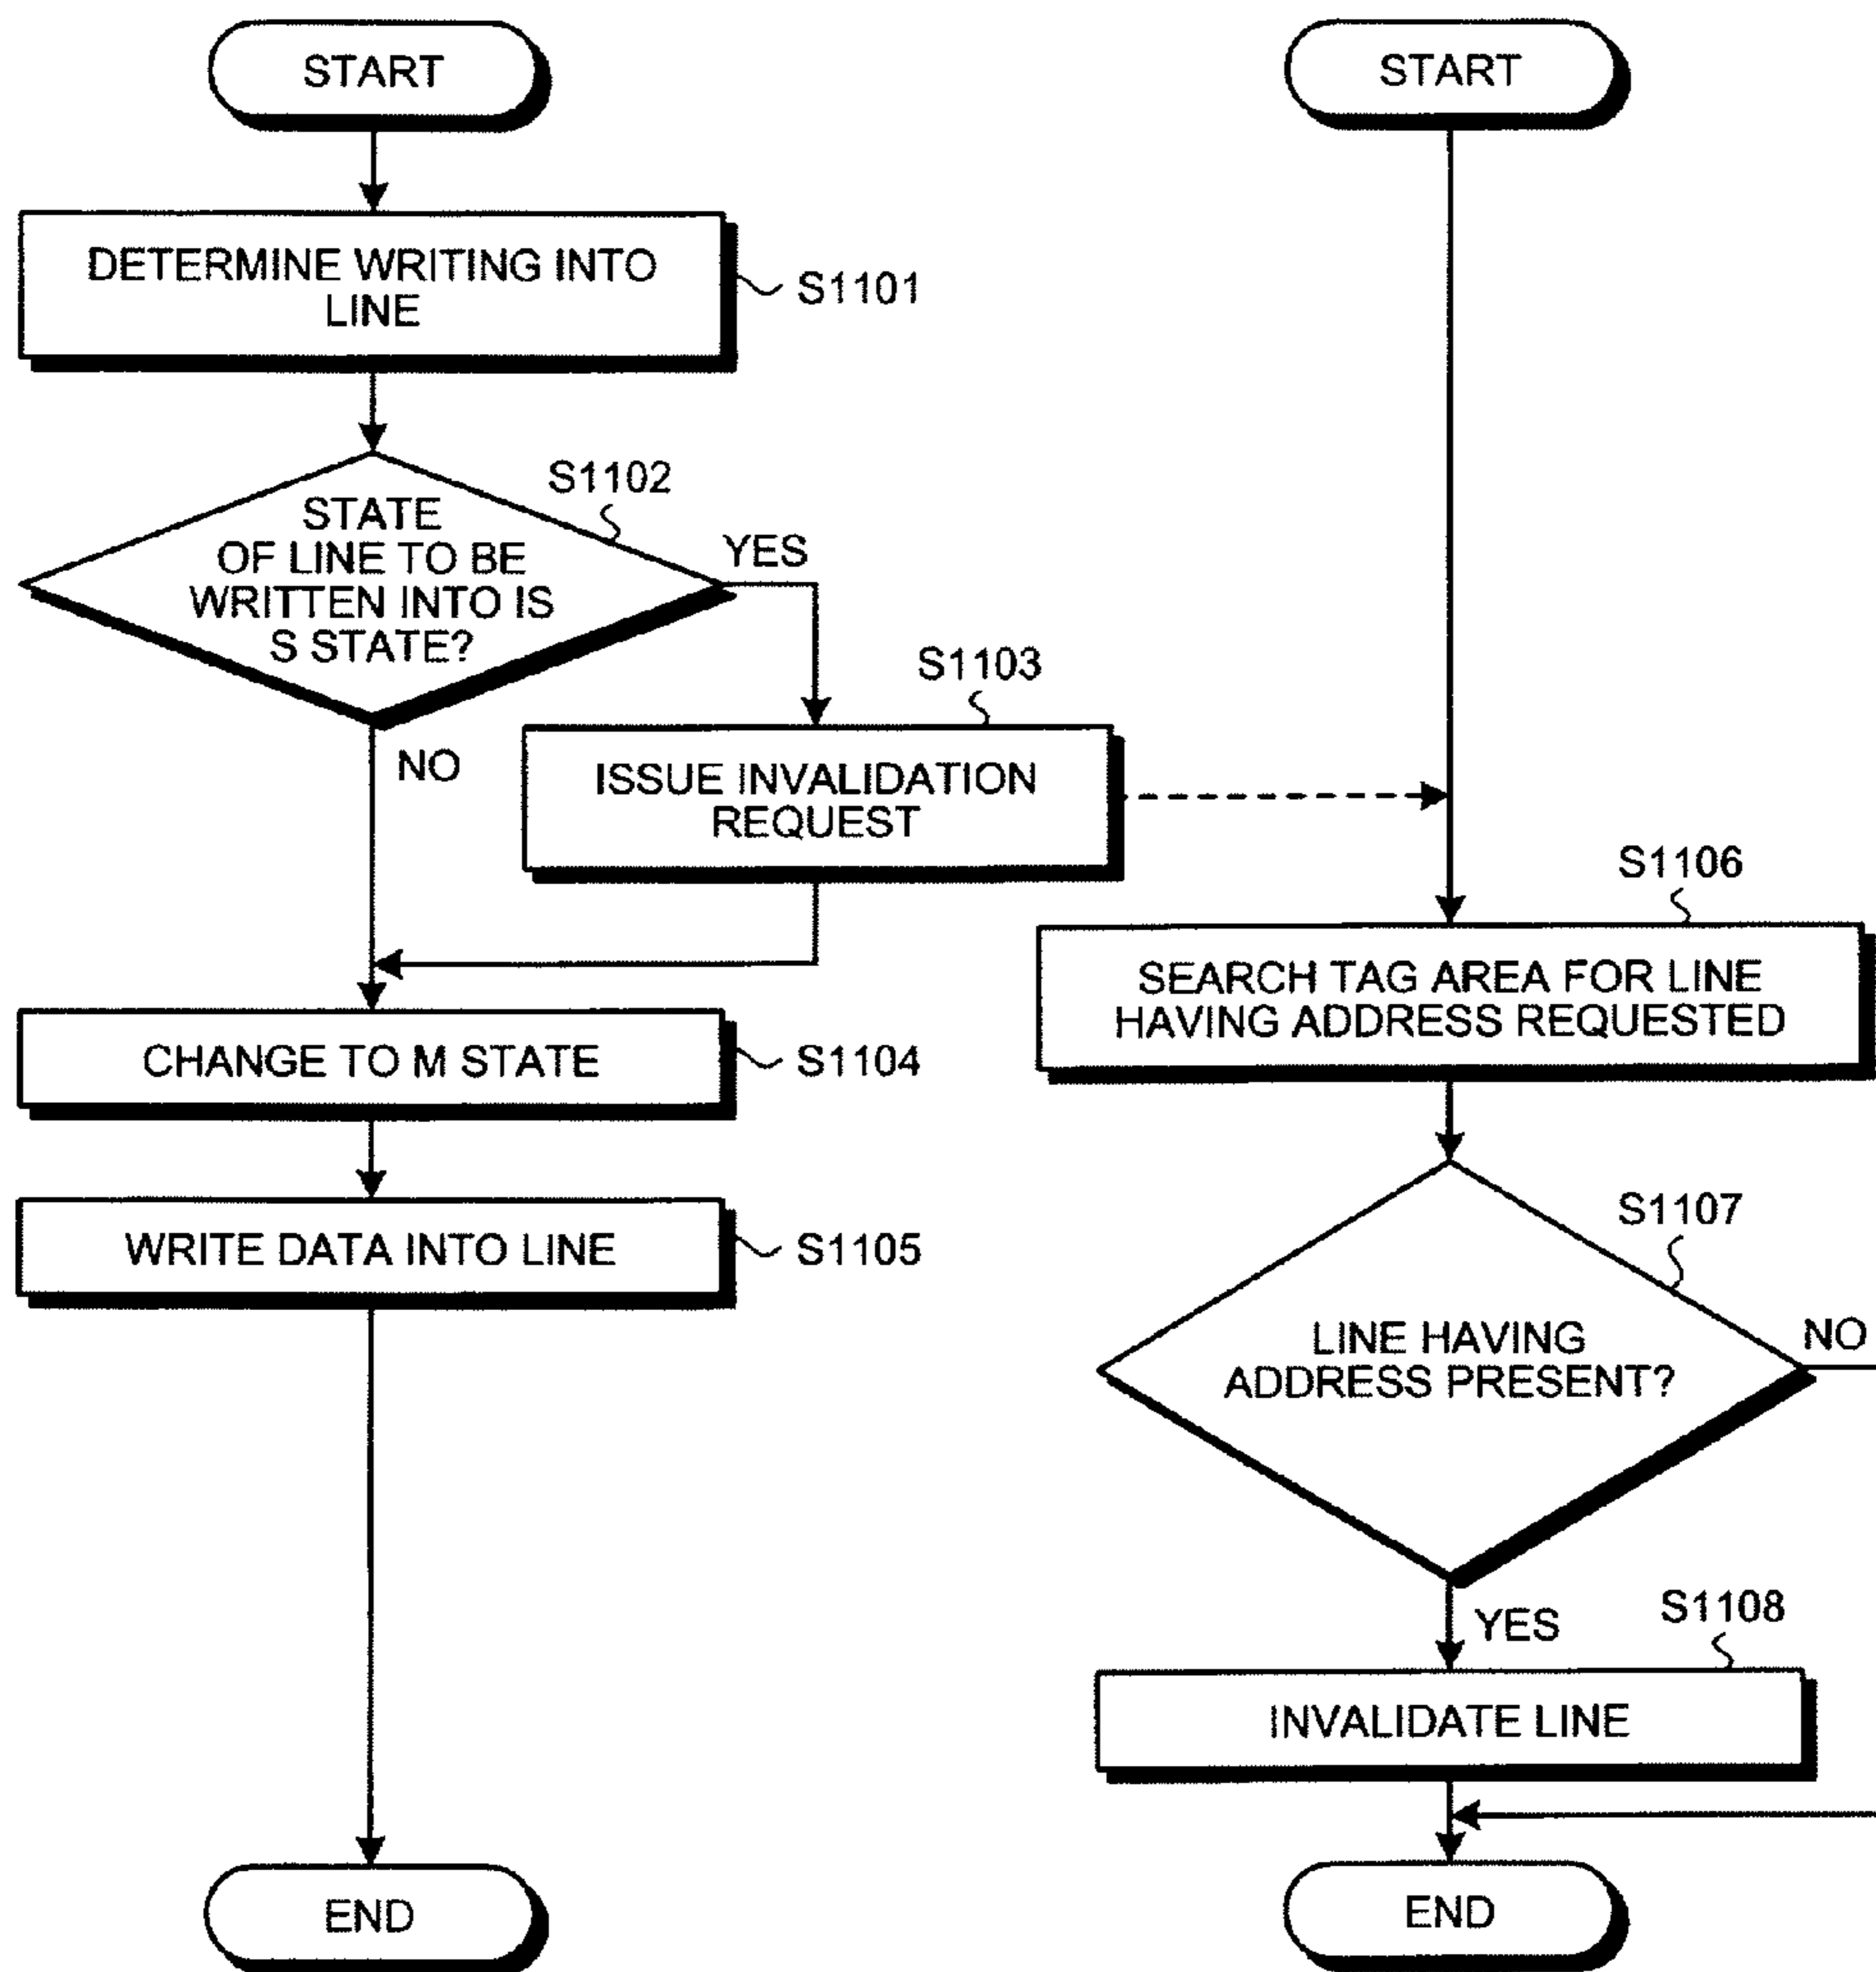 START
DETERMINE WRITING INTO
LINE
S1101
S1102
STATE
OF LINE TO BE
WRITTEN INTO IS
S STATE?
YES
NO
S1103
ISSUE INVALIDATION
REQUEST
CHANGE TO M STATE
S1104
WRITE DATA INTO LINE
S1105
END
START
S1106
SEARCH TAG AREA FOR LINE
HAVING ADDRESS REQUESTED
S1107
LINE HAVING
ADDRESS PRESENT?
NO
YES
S1108
INVALIDATE LINE
END